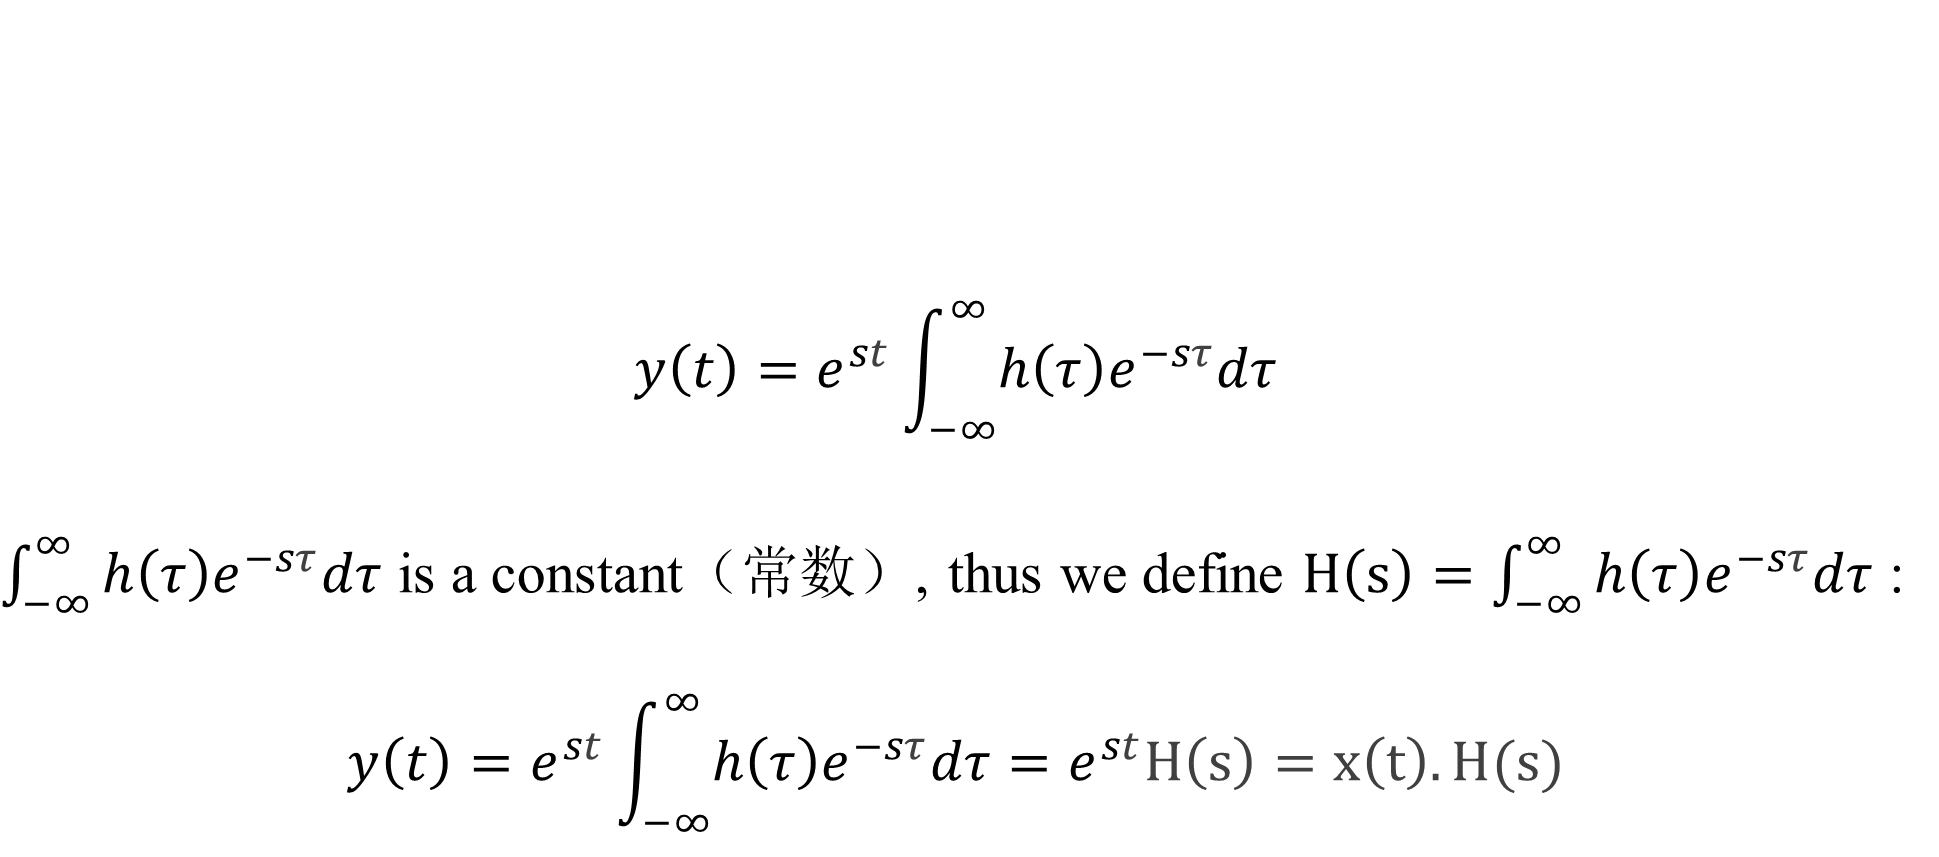 y(t) = e^{st} ∫_{-∞}^{∞} h(τ)e^{-sτ}dτ
∫_{-∞}^{∞} h(τ)e^{-sτ}dτ is a constant（常数）, thus we define H(s) = ∫_{-∞}^{∞} h(τ)e^{-sτ}dτ :
y(t) = e^{st} ∫_{-∞}^{∞} h(τ)e^{-sτ}dτ = e^{st}H(s) = x(t). H(s)